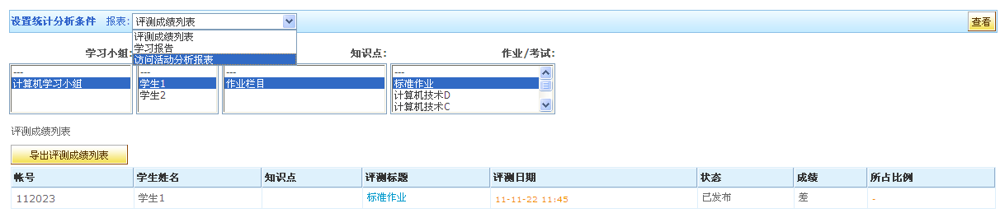 设置统计分析条件 报表: 评测成绩列表 查看
评测成绩列表
学习报告
访问活动分析报表
学习小组: 知识点: 作业/考试:
--- --- --- ---
计算机学习小组 学生1 作业栏目 标准作业
学生2 计算机技术D
计算机技术C
评测成绩列表
导出评测成绩列表
帐号 学生姓名 知识点 评测标题 评测日期 状态 成绩 所占比例
112023 学生1 标准作业 11-11-22 11:45 已发布 差 -